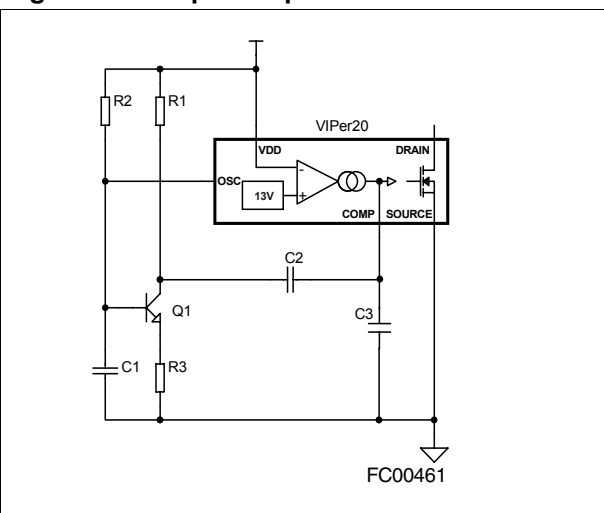 R2
R1
VIPer20
VDD
DRAIN
OSC
-
13V
+
COMP
SOURCE
C2
Q1
C3
C1
R3
FC00461